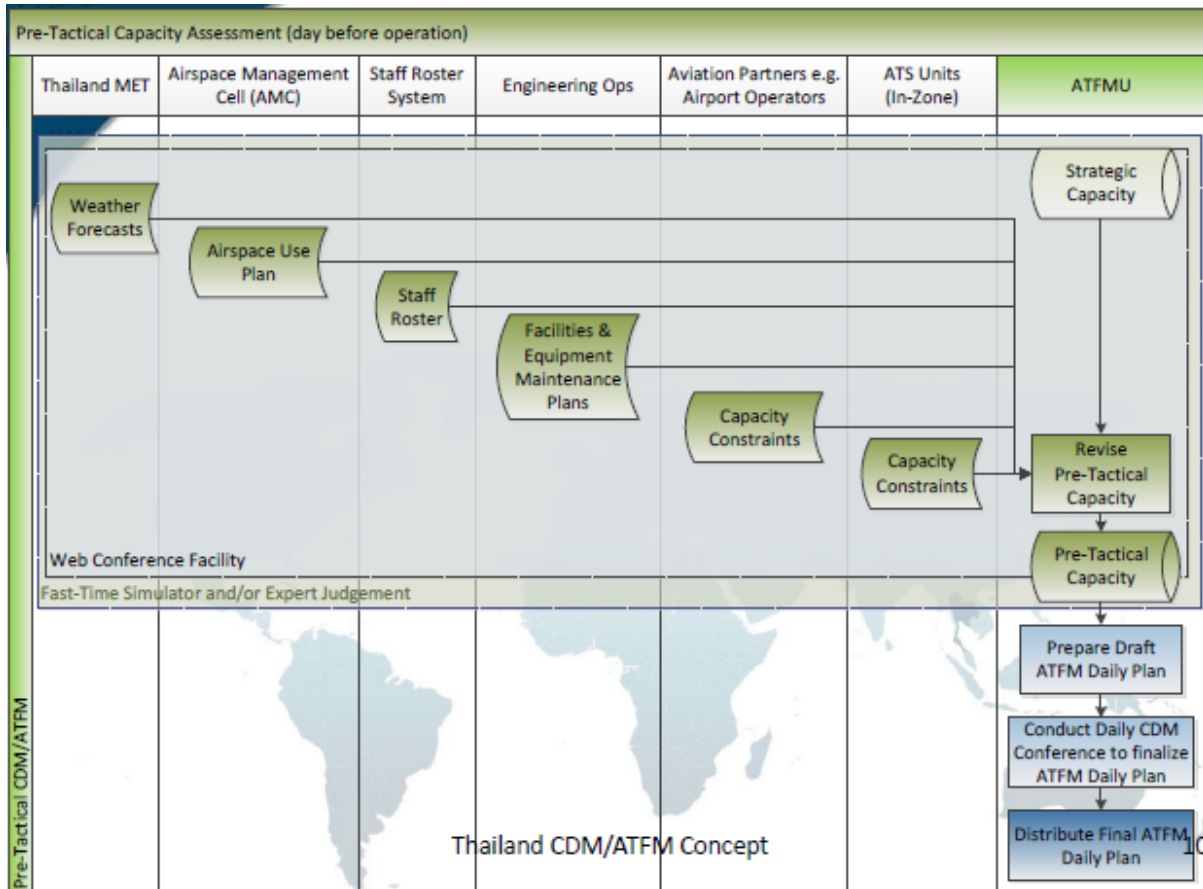 Pre-Tactical Capacity Assessment (day before operation)
Thailand MET
Airspace Management
Cell (AMC)
Staff Roster
System
Engineering Ops
Aviation Partners e.g.
Airport Operators
ATS Units
(In-Zone)
ATFMU
Strategic
Capacity
Weather
Forecasts
Airspace Use
Plan
Staff
Roster
Facilities &
Equipment
Maintenance
Plans
Capacity
Constraints
Capacity
Constraints
Revise
Pre-Tactical
Capacity
Web Conference Facility
Pre-Tactical
Capacity
Fast-Time Simulator and/or Expert Judgement
Prepare Draft
ATFM Daily Plan
Conduct Daily CDM
Conference to finalize
ATFM Daily Plan
Distribute Final ATFM
Daily Plan
Pre-Tactical CDM/ATFM
Thailand CDM/ATFM Concept
10